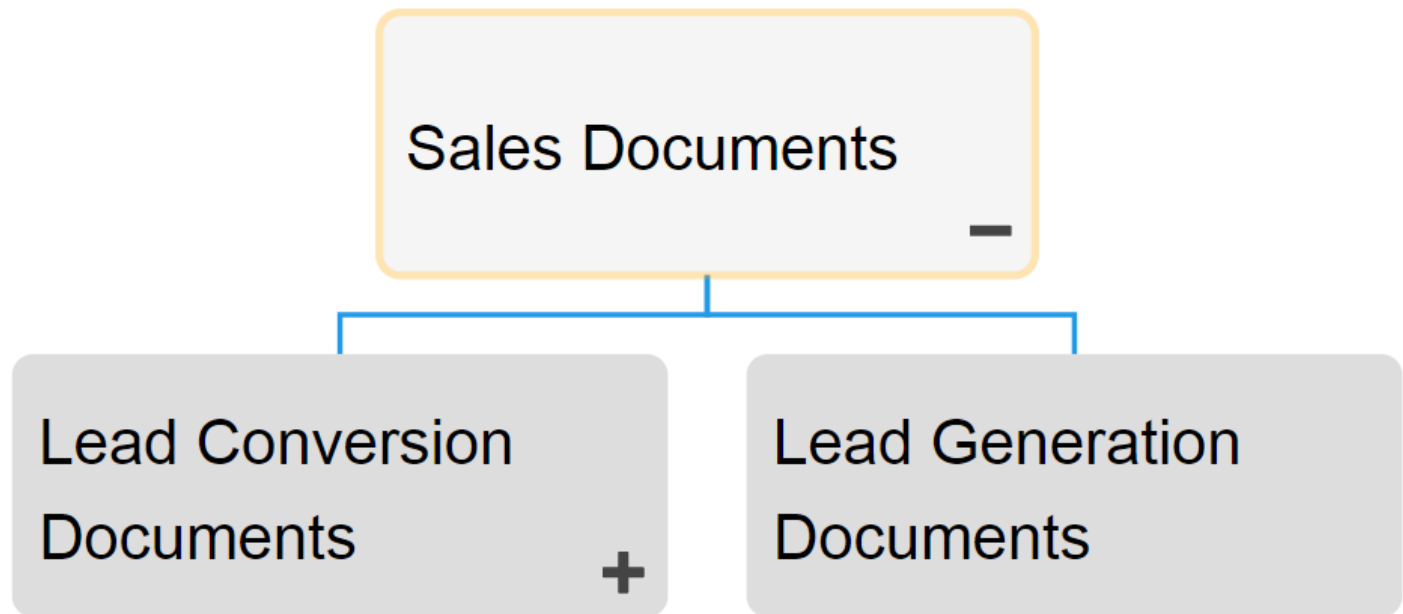 Sales Documents
Lead Conversion
Documents
Lead Generation
Documents